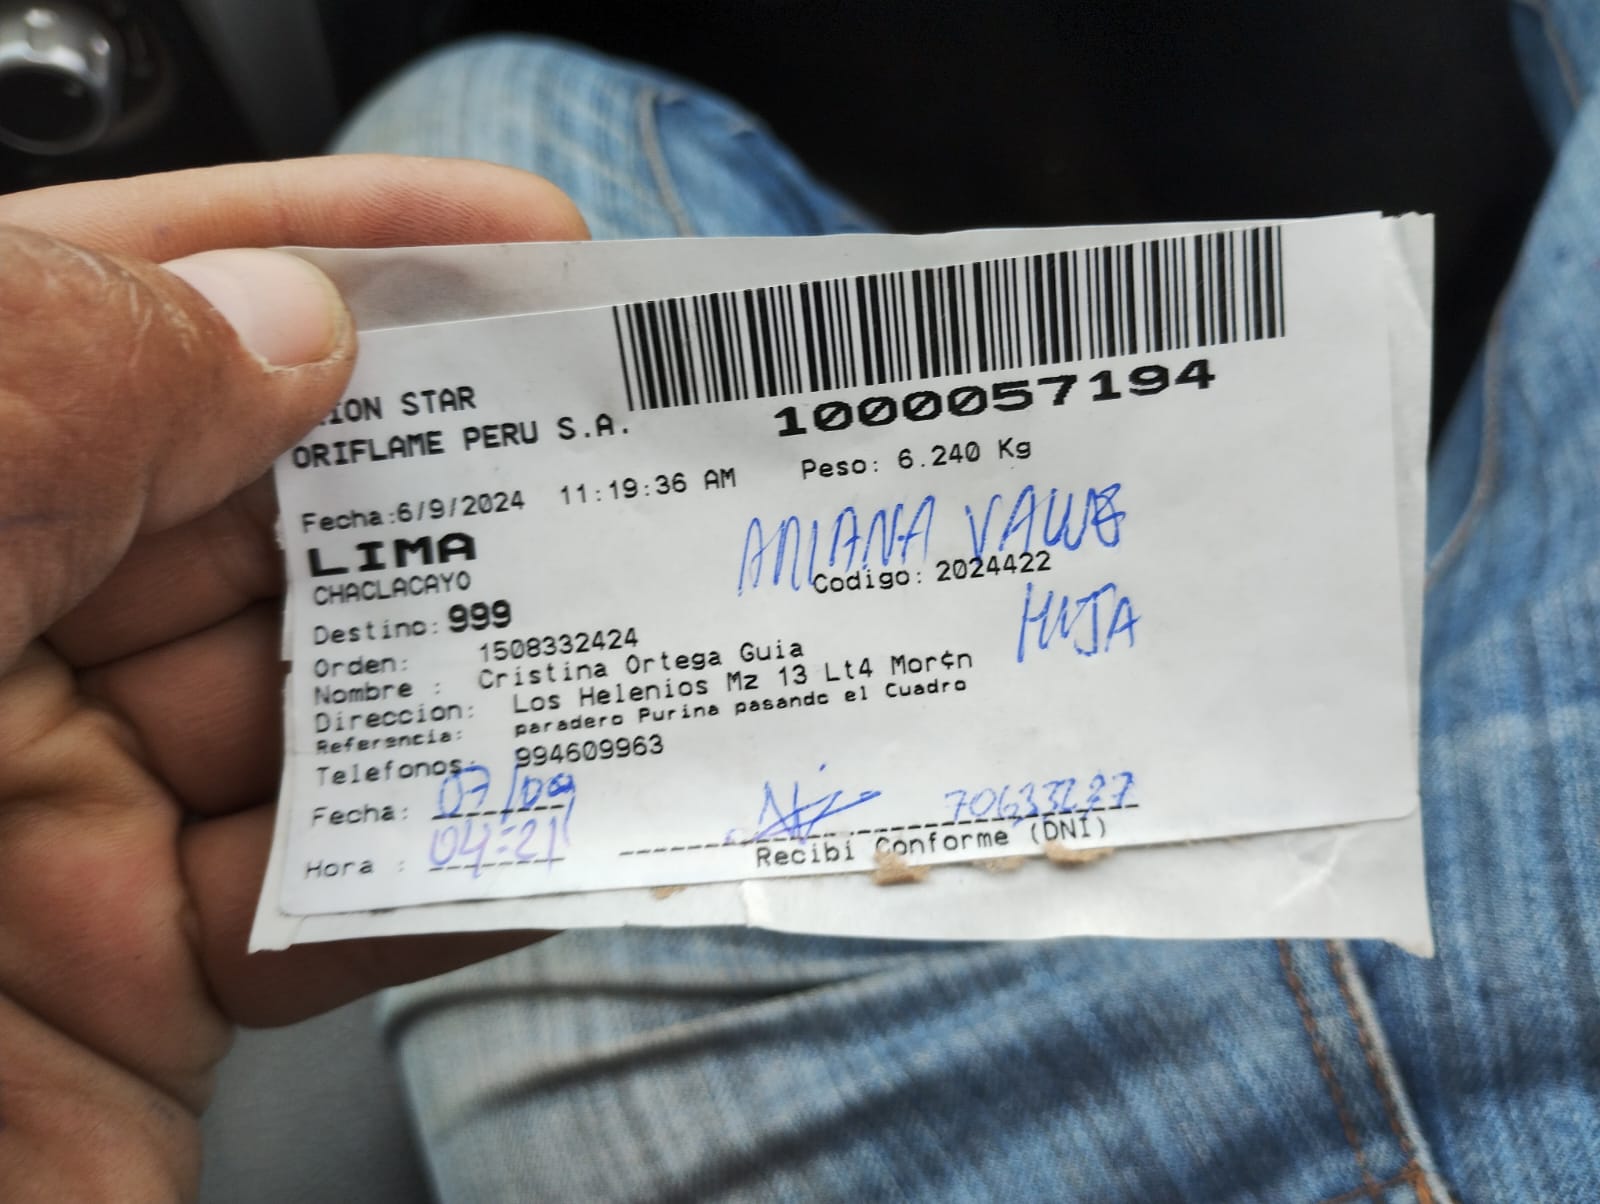 ION STAR
ORIFLAME PERU S.A.
1000057194
Fecha:6/9/2024 11:19:36 AM Peso: 6.240 Kg
LIMA
CHACLACAYO
ARIANA VALLE
Codigo: 2024422
HIJA
Destino: 999
Orden: 1508332424
Nombre : Cristina Ortega Guia
Direccion: Los Helenios Mz 13 Lt4 Mor¢n
Referencia: paradero Purina pasando el Cuadro
Telefonos: 994609963
Fecha: 07/09
Hora : 04:21
70633227
Recibi Conforme (DNI)